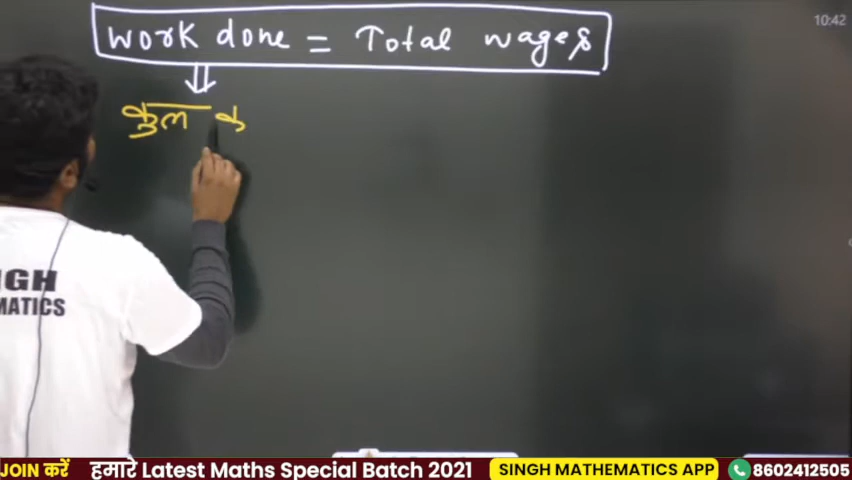 10:42
work done = Total wages
⇓
कुल क
NGH
MATICS
JOIN करें हमारे Latest Maths Special Batch 2021 SINGH MATHEMATICS APP 8602412505